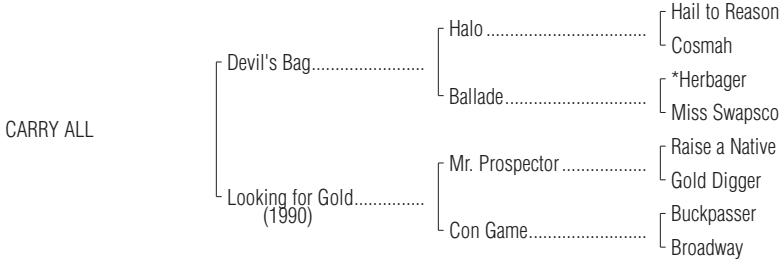 Hail to Reason
Halo ..................................
Cosmah
Devil's Bag........................
*Herbager
Ballade..............................
Miss Swapsco
CARRY ALL
Raise a Native
Mr. Prospector ..................
Gold Digger
Looking for Gold...............
(1990)
Buckpasser
Con Game.........................
Broadway